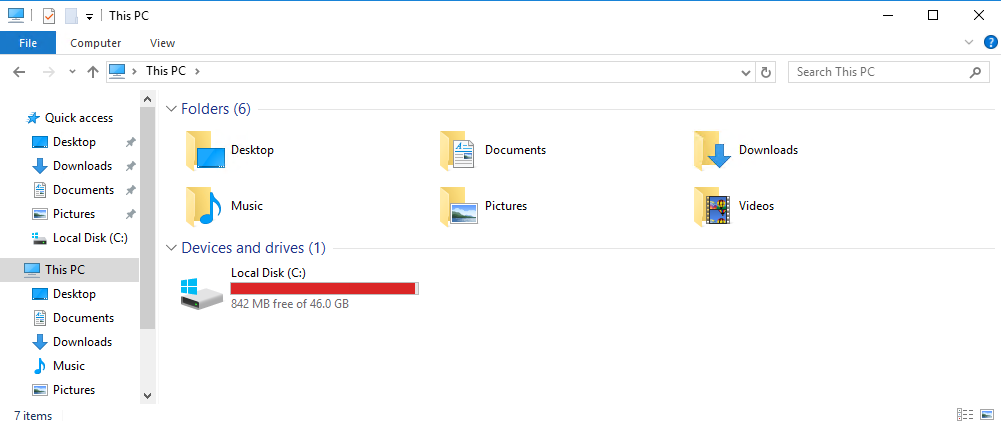 This PC
File Computer View
This PC
Search This PC
Quick access
Desktop
Downloads
Documents
Pictures
Local Disk (C:)
This PC
Desktop
Documents
Downloads
Music
Pictures
Folders (6)
Desktop Documents Downloads
Music Pictures Videos
Devices and drives (1)
Local Disk (C:)
842 MB free of 46.0 GB
7 items